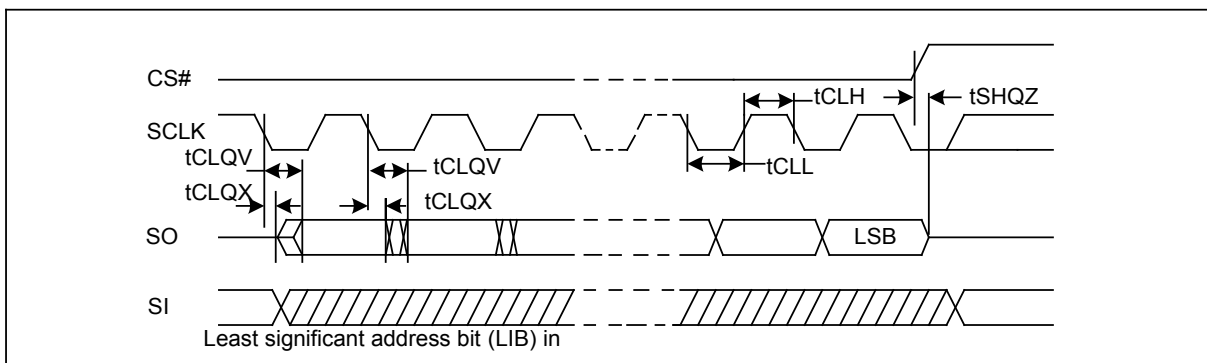 CS#
tCLH
tSHQZ
SCLK
tCLQV
tCLQV
tCLL
tCLQX
tCLQX
SO
LSB
SI
Least significant address bit (LIB) in